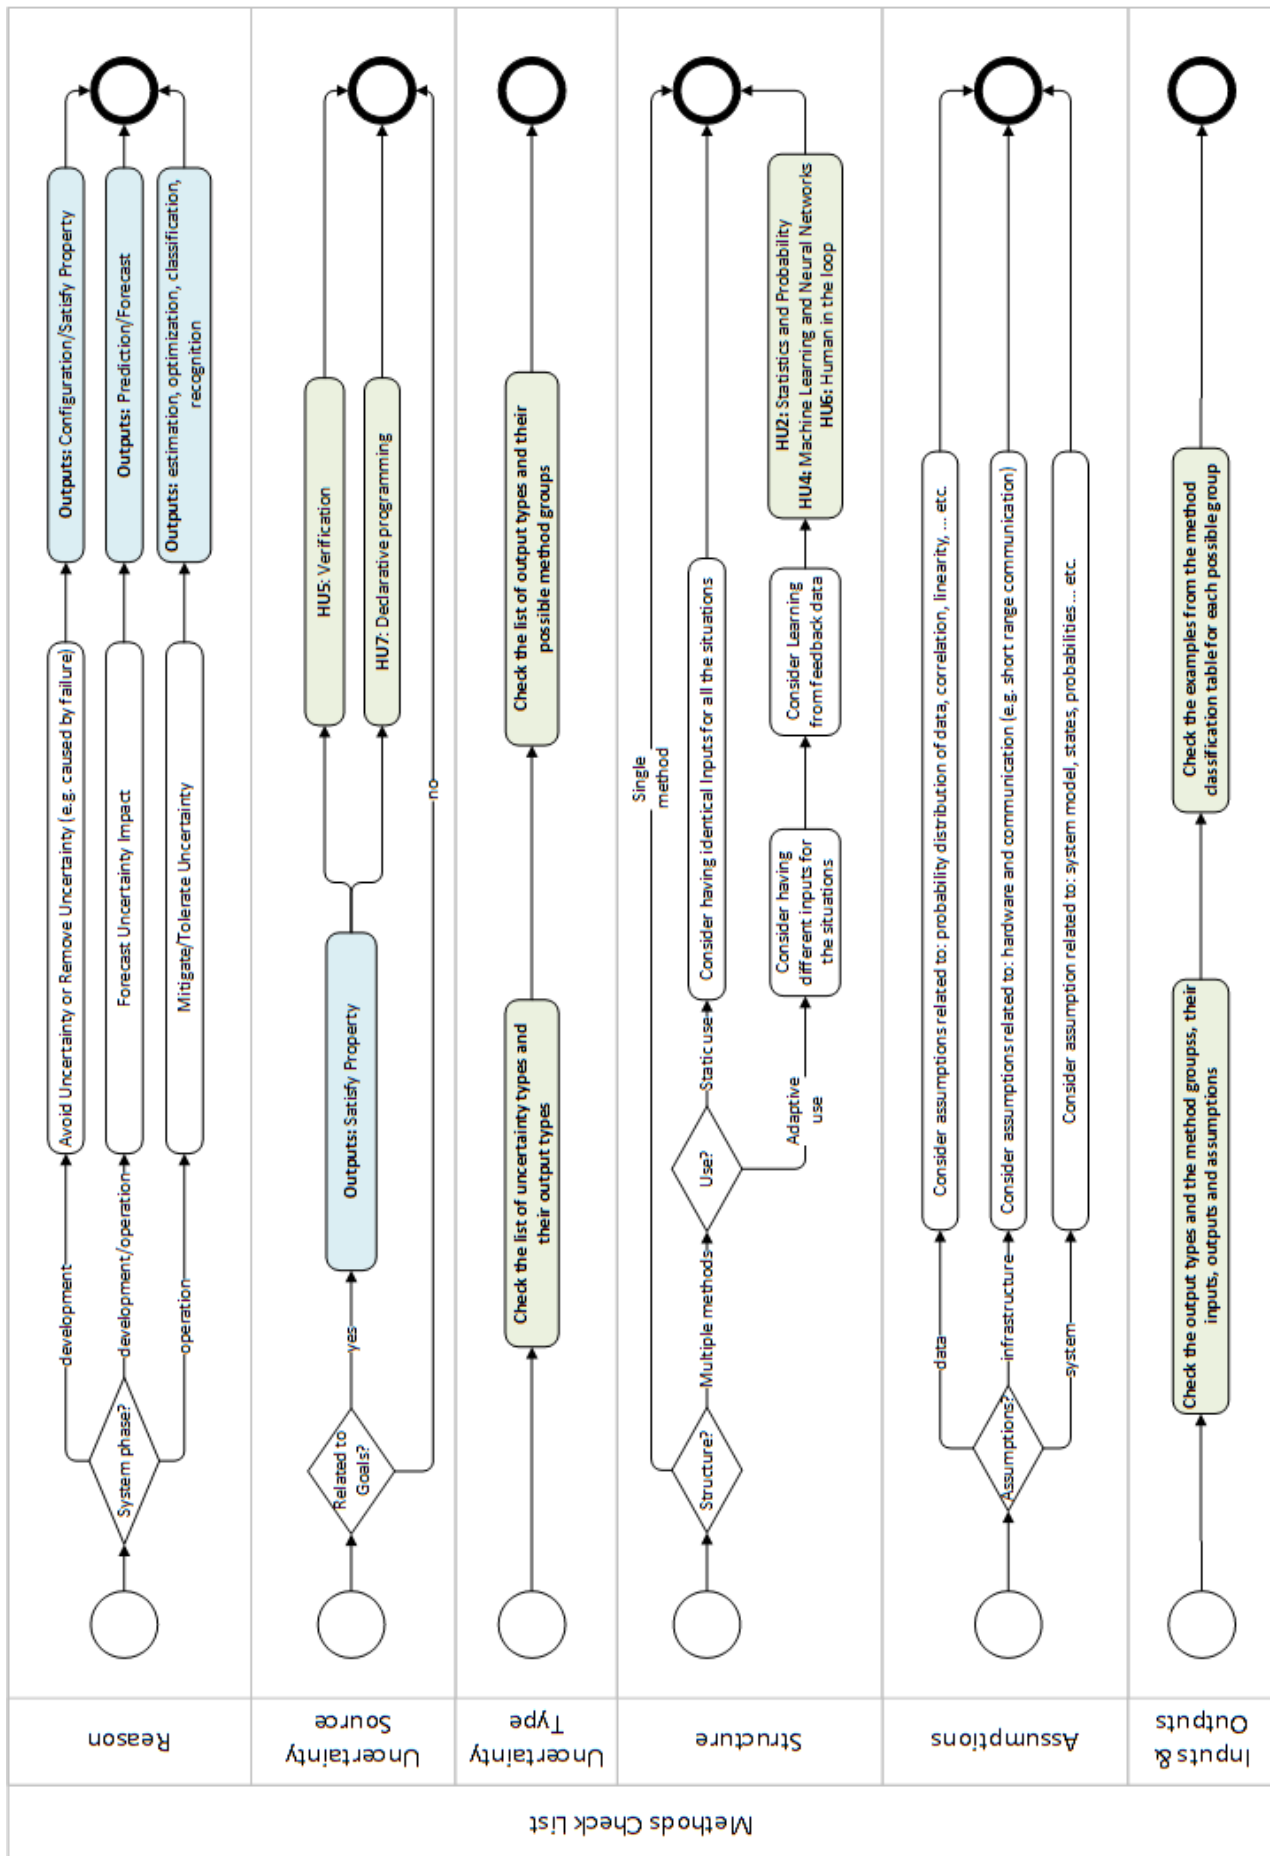 Methods Check List
Reason
System phase?
development
Avoid Uncertainty or Remove Uncertainty (e.g. caused by failure)
Outputs: Configuration/Satisfy Property
development/operation
Forecast Uncertainty Impact
Outputs: Prediction/Forecast
operation
Mitigate/Tolerate Uncertainty
Outputs: estimation, optimization, classification,
recognition
Uncertainty
Source
Related to
Goals?
yes
Outputs: Satisfy Property
HU5: Verification
HU7: Declarative programming
no
Uncertainty
Type
Check the list of uncertainty types and
their output types
Check the list of output types and their
possible method groups
Structure
Structure?
Single
method
Multiple methods
Use?
Static use
Consider having identical Inputs for all the situations
Adaptive
use
Consider having
different inputs for
the situations
Consider Learning
from feedback data
HU2: Statistics and Probability
HU4: Machine Learning and Neural Networks
HU6: Human in the loop
Assumptions
Assumptions?
data
Consider assumptions related to: probability distribution of data, correlation, linearity, ... etc.
infrastructure
Consider assumptions related to: hardware and communication (e.g. short range communication)
system
Consider assumption related to: system model, states, probabilities... etc.
Inputs &
Outputs
Check the output types and the method groupss, their
inputs, outputs and assumptions
Check the examples from the method
classification table for each possible group